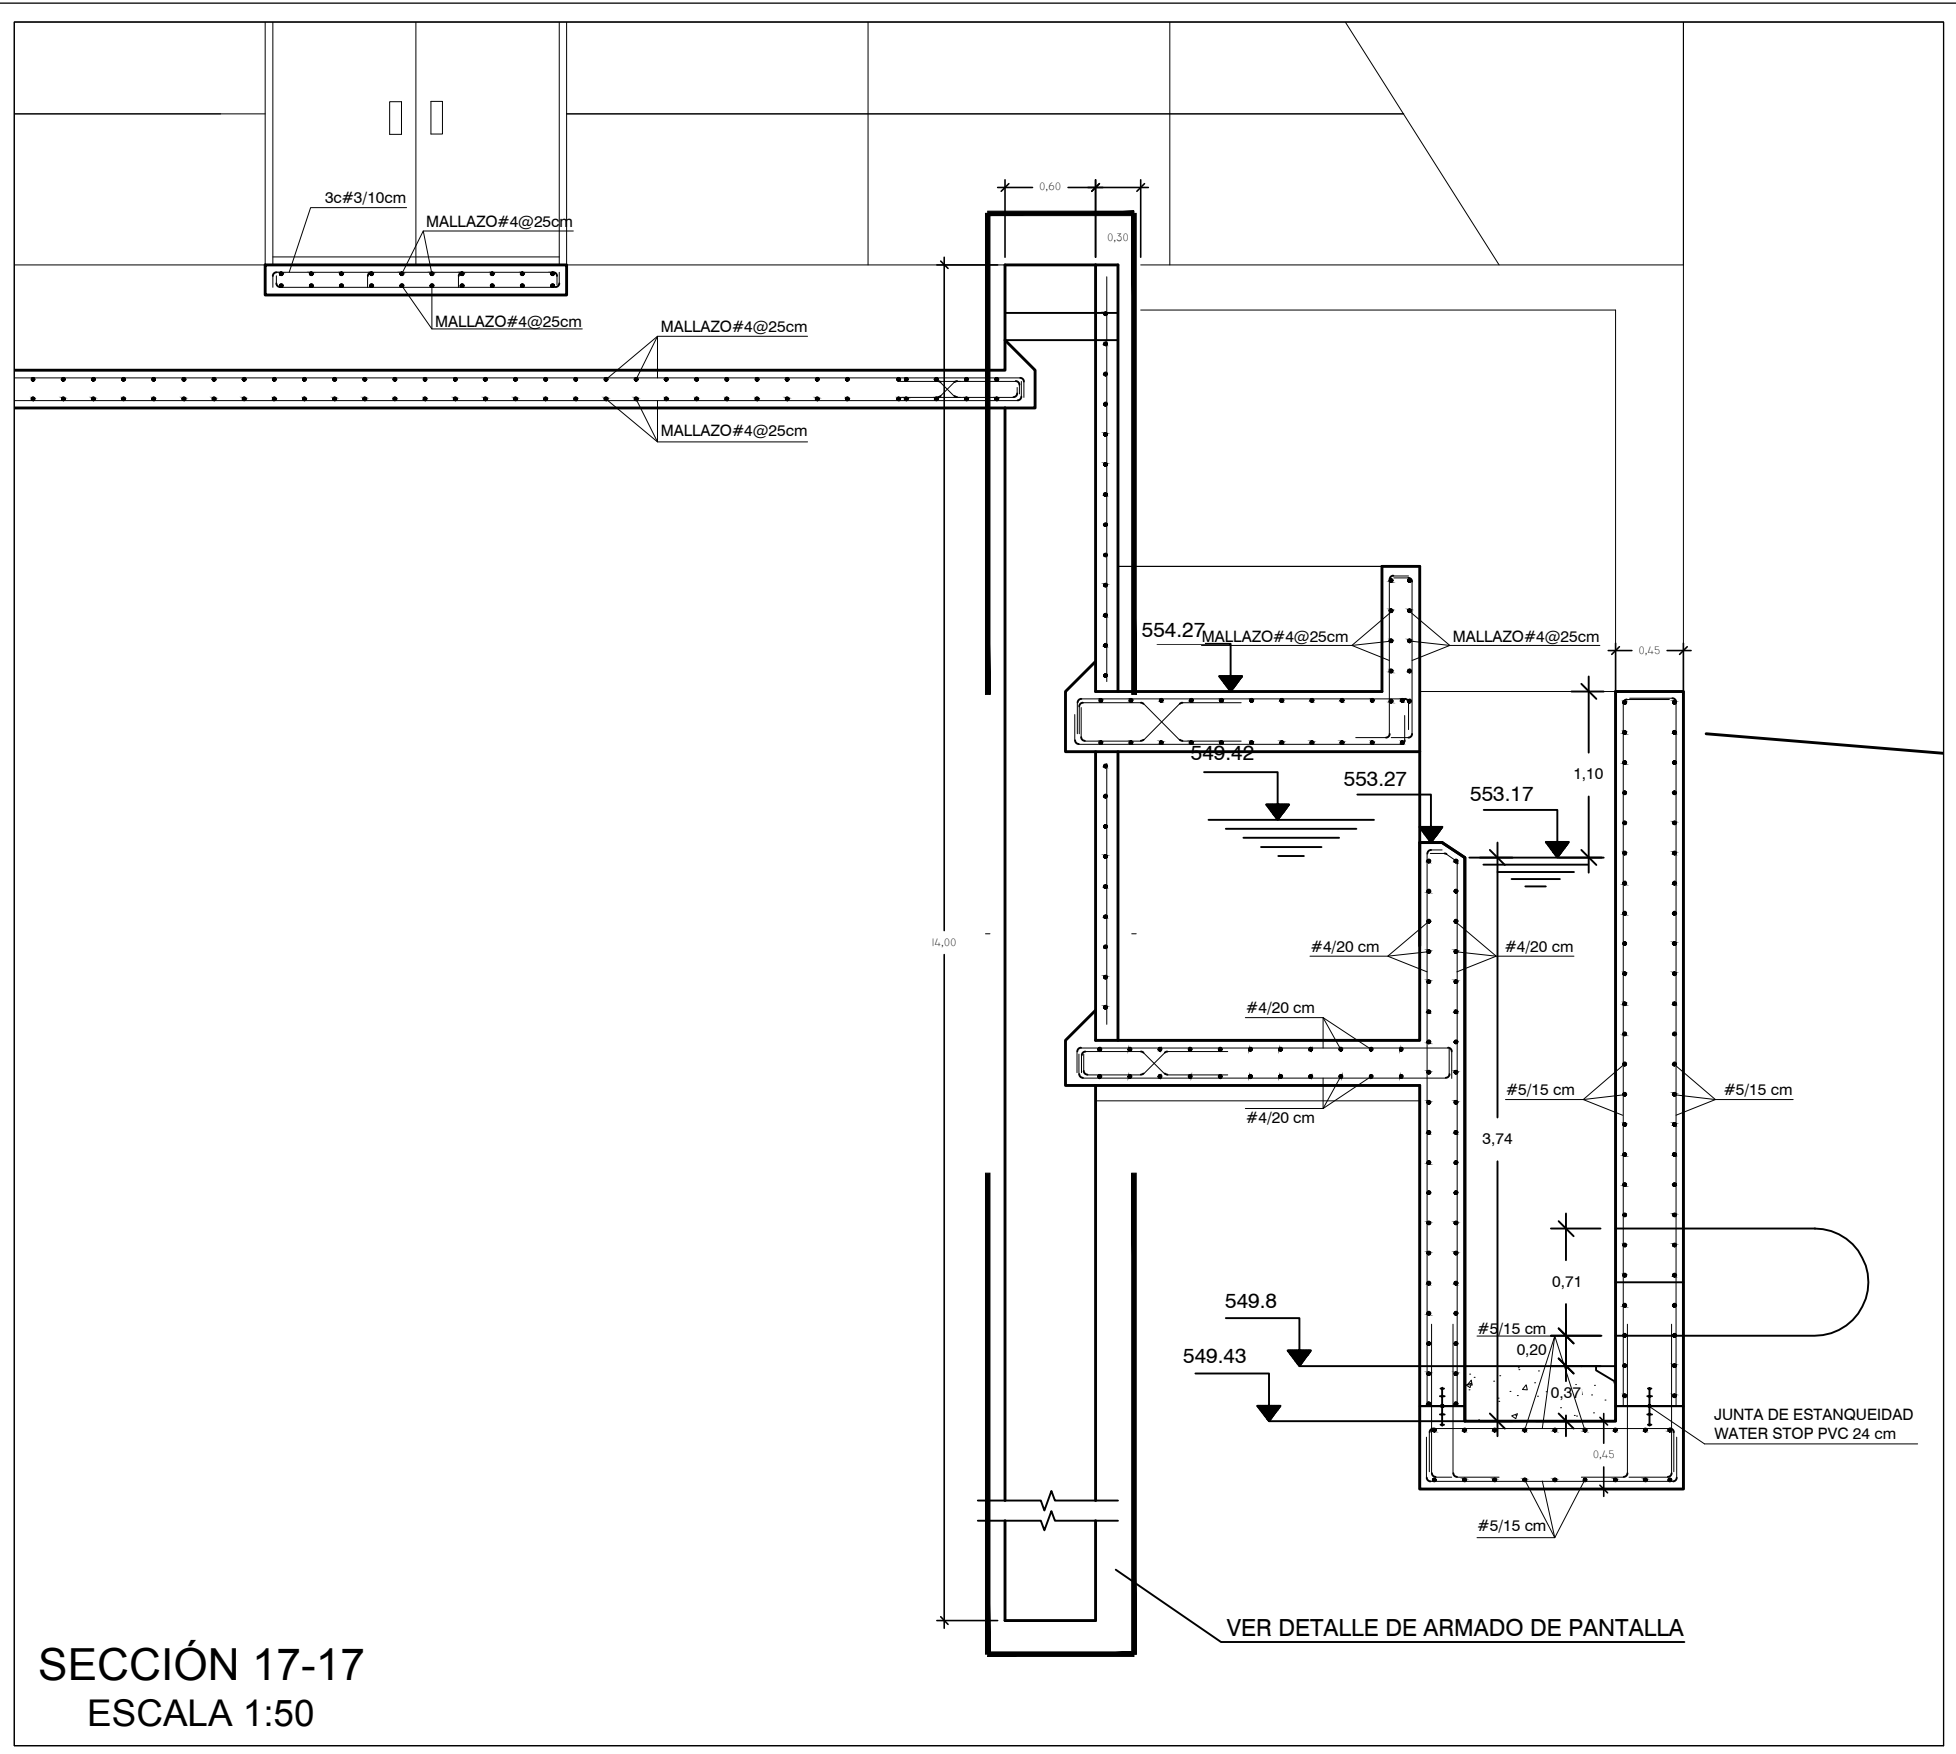 0,60
3c#3/10cm
MALLAZO#4@25cm
0,30
MALLAZO#4@25cm
MALLAZO#4@25cm
MALLAZO#4@25cm
554.27
MALLAZO#4@25cm
MALLAZO#4@25cm
0,45
549.42
553.27
553.17
1,10
14,00
#4/20 cm
#4/20 cm
#4/20 cm
#5/15 cm
#5/15 cm
#4/20 cm
3,74
0,71
549.8
#5/15 cm
0,20
549.43
0,37
JUNTA DE ESTANQUEIDAD
WATER STOP PVC 24 cm
0,45
#5/15 cm
VER DETALLE DE ARMADO DE PANTALLA
SECCIÓN 17-17
ESCALA 1:50